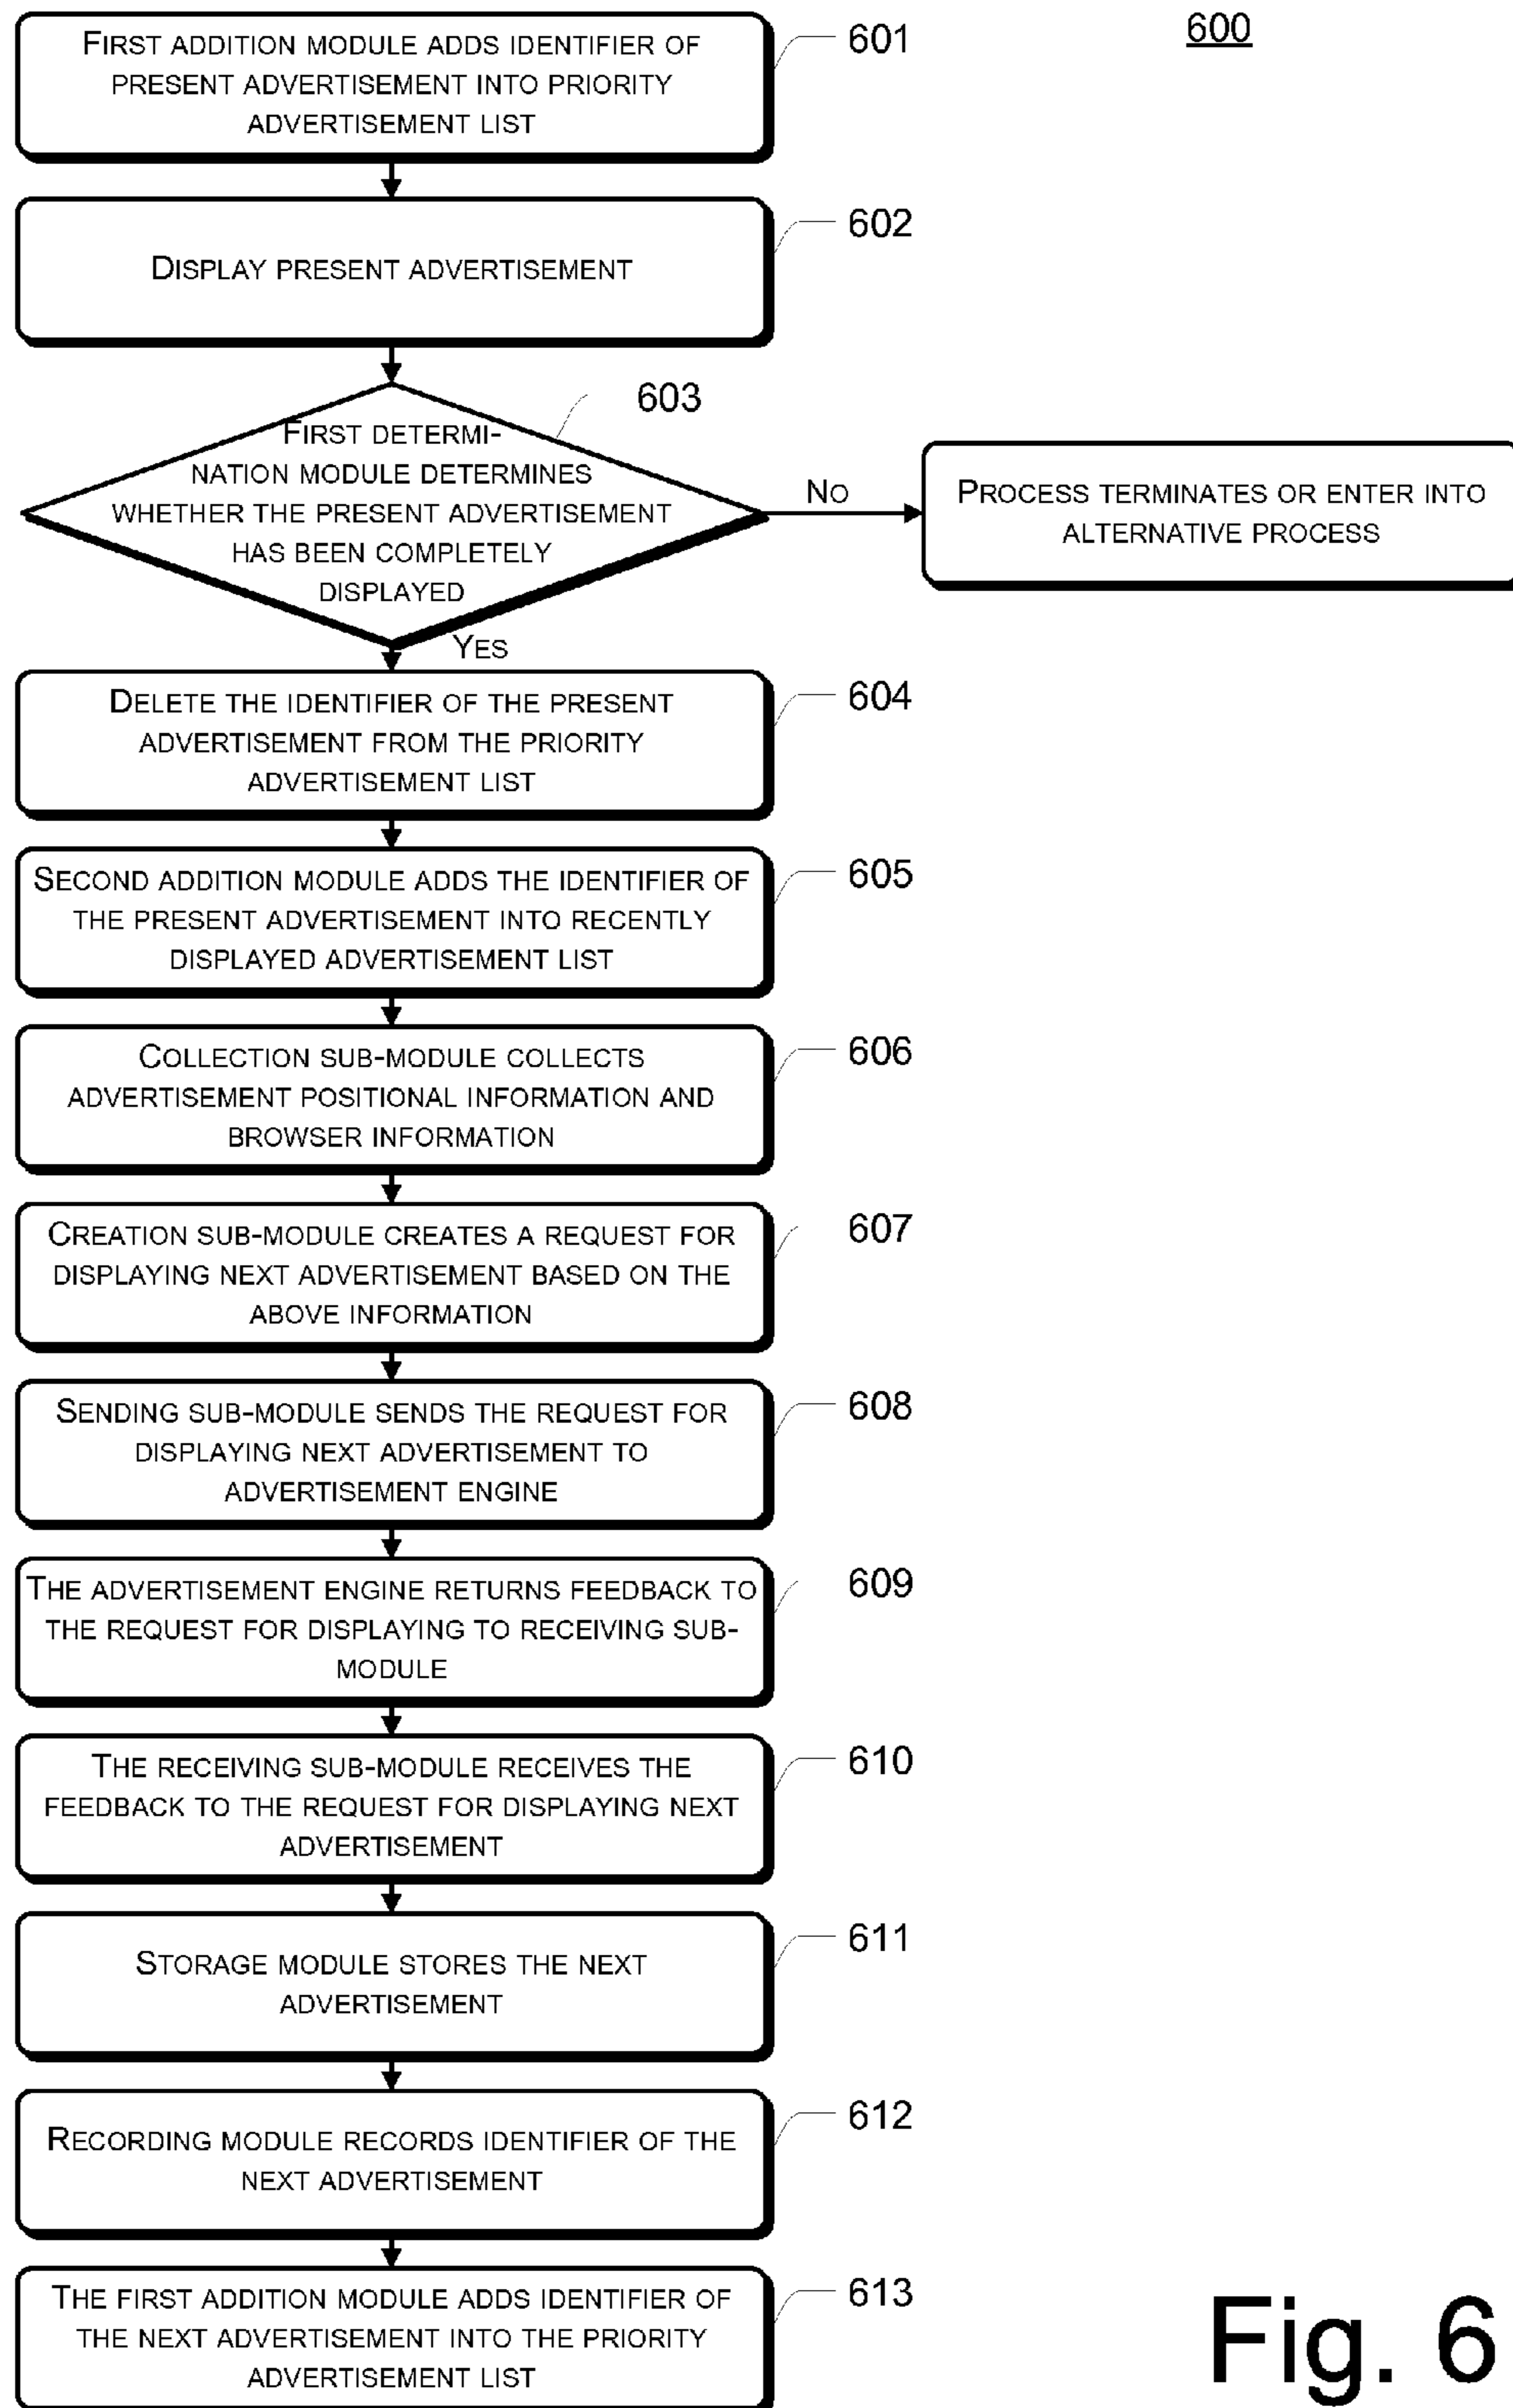 600
FIRST ADDITION MODULE ADDS IDENTIFIER OF
PRESENT ADVERTISEMENT INTO PRIORITY
ADVERTISEMENT LIST
601
DISPLAY PRESENT ADVERTISEMENT
602
603
FIRST DETERMI-
NATION MODULE DETERMINES
WHETHER THE PRESENT ADVERTISEMENT
HAS BEEN COMPLETELY
DISPLAYED
NO
PROCESS TERMINATES OR ENTER INTO
ALTERNATIVE PROCESS
YES
DELETE THE IDENTIFIER OF THE PRESENT
ADVERTISEMENT FROM THE PRIORITY
ADVERTISEMENT LIST
604
SECOND ADDITION MODULE ADDS THE IDENTIFIER OF
THE PRESENT ADVERTISEMENT INTO RECENTLY
DISPLAYED ADVERTISEMENT LIST
605
COLLECTION SUB-MODULE COLLECTS
ADVERTISEMENT POSITIONAL INFORMATION AND
BROWSER INFORMATION
606
CREATION SUB-MODULE CREATES A REQUEST FOR
DISPLAYING NEXT ADVERTISEMENT BASED ON THE
ABOVE INFORMATION
607
SENDING SUB-MODULE SENDS THE REQUEST FOR
DISPLAYING NEXT ADVERTISEMENT TO
ADVERTISEMENT ENGINE
608
THE ADVERTISEMENT ENGINE RETURNS FEEDBACK TO
THE REQUEST FOR DISPLAYING TO RECEIVING SUB-
MODULE
609
THE RECEIVING SUB-MODULE RECEIVES THE
FEEDBACK TO THE REQUEST FOR DISPLAYING NEXT
ADVERTISEMENT
610
STORAGE MODULE STORES THE NEXT
ADVERTISEMENT
611
RECORDING MODULE RECORDS IDENTIFIER OF THE
NEXT ADVERTISEMENT
612
THE FIRST ADDITION MODULE ADDS IDENTIFIER OF
THE NEXT ADVERTISEMENT INTO THE PRIORITY
ADVERTISEMENT LIST
613
Fig. 6